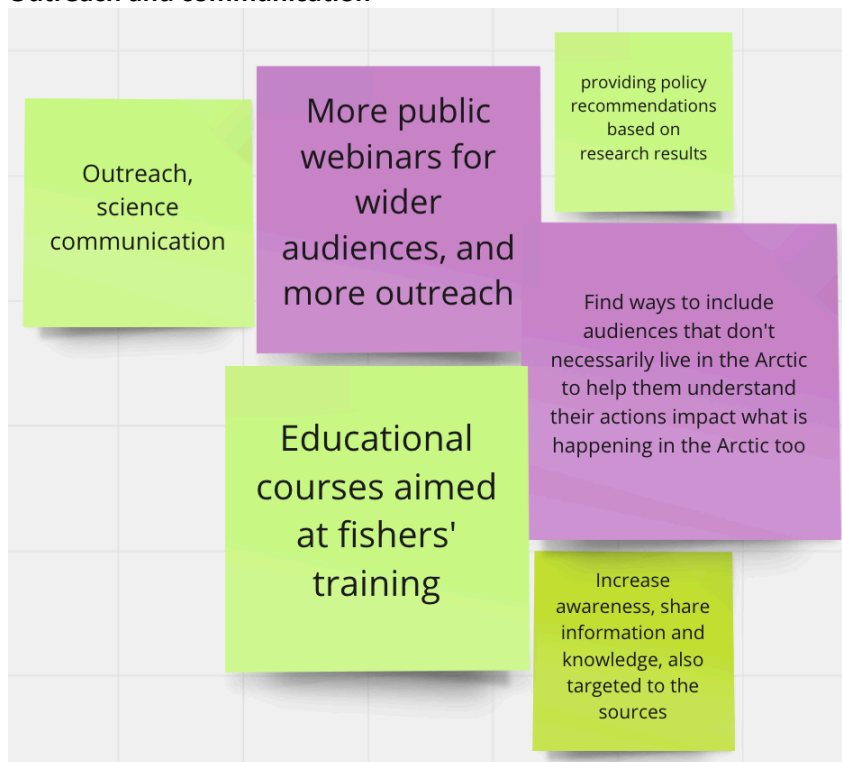 Outreach and communication
Outreach,
science
communication
More public
webinars for
wider
audiences, and
more outreach
providing policy
recommendations
based on
research results
Find ways to include
audiences that don't
necessarily live in the Arctic
to help them understand
their actions impact what is
happening in the Arctic too
Educational
courses aimed
at fishers'
training
Increase
awareness, share
information and
knowledge, also
targeted to the
sources